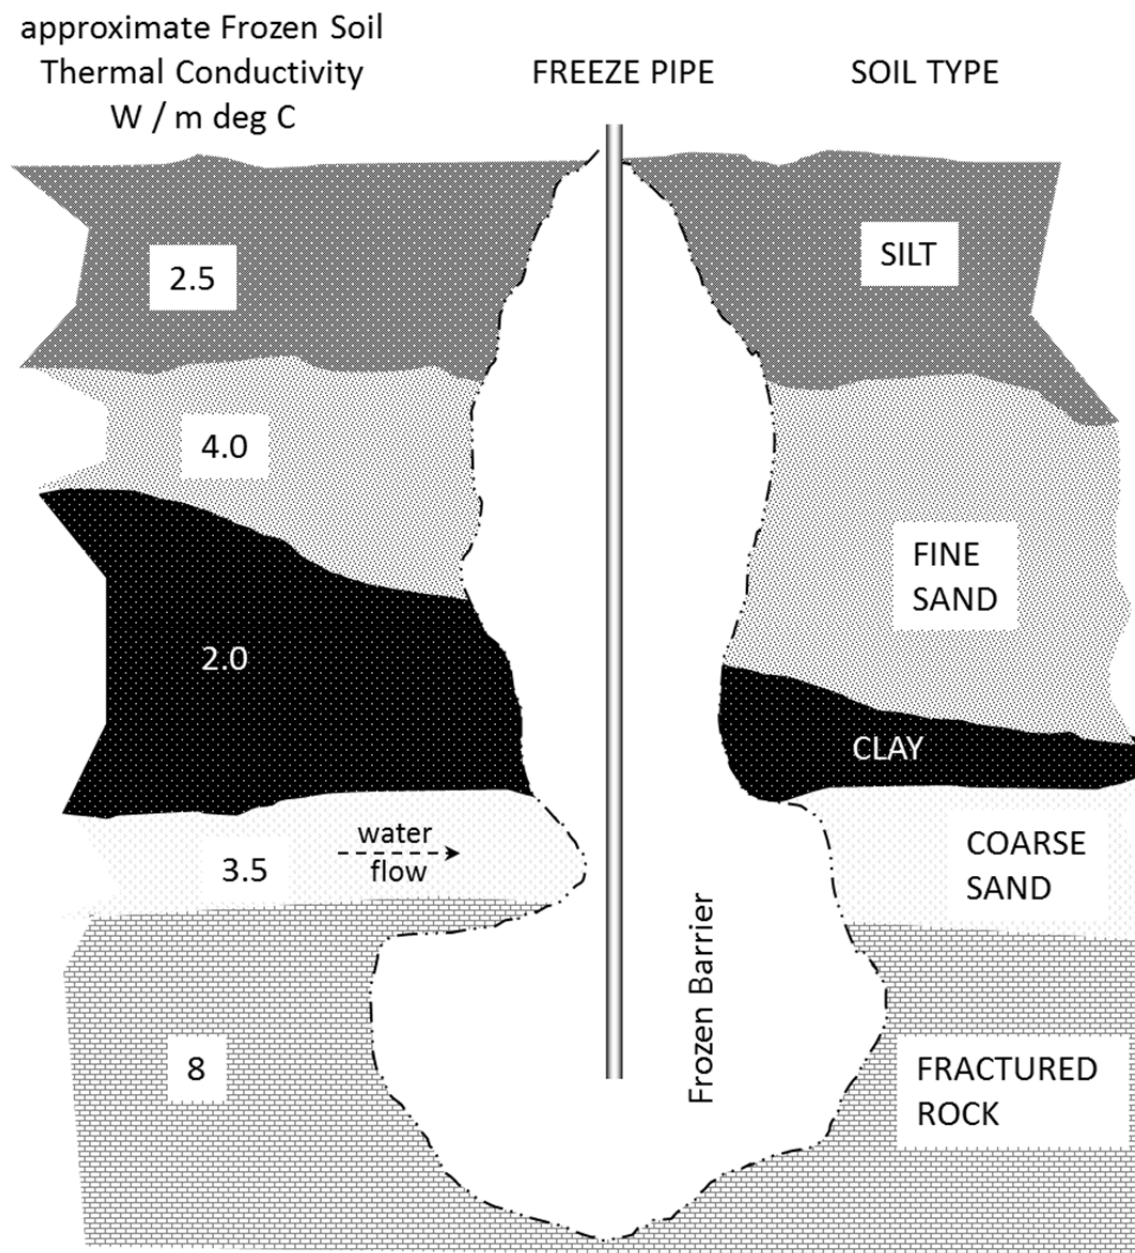 approximate Frozen Soil
Thermal Conductivity
W / m deg C
FREEZE PIPE
SOIL TYPE
2.5
SILT
4.0
FINE
SAND
2.0
CLAY
water
flow
3.5
COARSE
SAND
Frozen Barrier
8
FRACTURED
ROCK